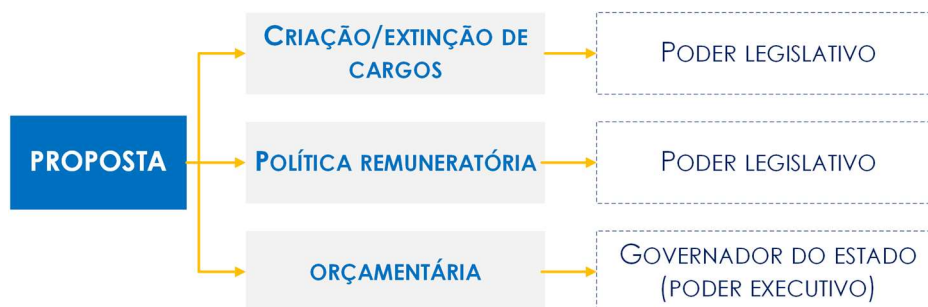 CRIAÇÃO/EXTINÇÃO DE
CARGOS
PODER LEGISLATIVO
PROPOSTA
POLÍTICA REMUNERATÓRIA
PODER LEGISLATIVO
ORÇAMENTÁRIA
GOVERNADOR DO ESTADO
(PODER EXECUTIVO)